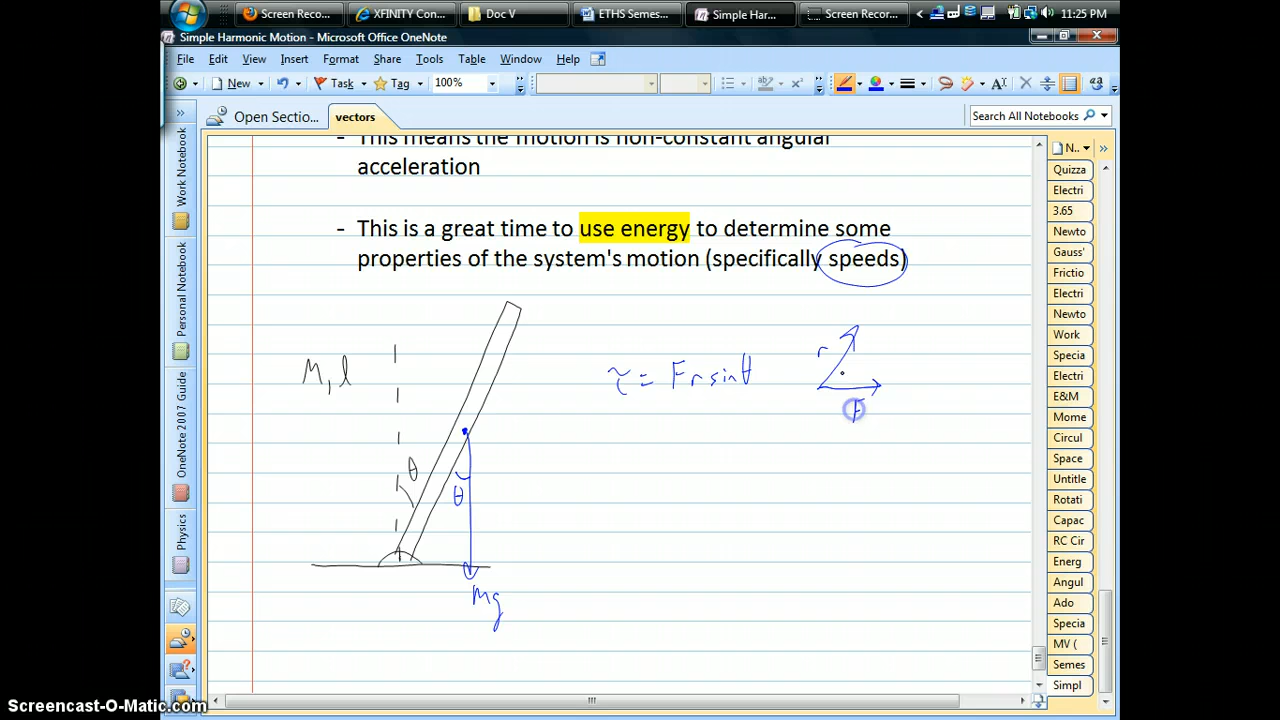 Screen Reco...
XFINITY Con...
Doc V
ETHS Semes...
Simple Har...
Screen Recor...
11:25 PM
Simple Harmonic Motion - Microsoft Office OneNote
File Edit View Insert Format Share Tools Table Window Help
New Task Tag 100%
Open Sectio... vectors Search All Notebooks
This means the motion is non-constant angular
acceleration
- This is a great time to use energy to determine some
properties of the system's motion (specifically speeds)
M, l
θ
θ
Mg
τ = Fr sinθ
r
F
Work Notebook
Personal Notebook
OneNote 2007 Guide
Physics
N..
Quizza
Electri
3.65
Newto
Gauss'
Frictio
Electri
Newto
Work
Specia
Electri
E&M
Mome
Circul
Space
Untitle
Rotati
Capac
RC Cir
Energ
Angul
Ado
Specia
MV (
Semes
Simpl
Screencast-O-Matic.com